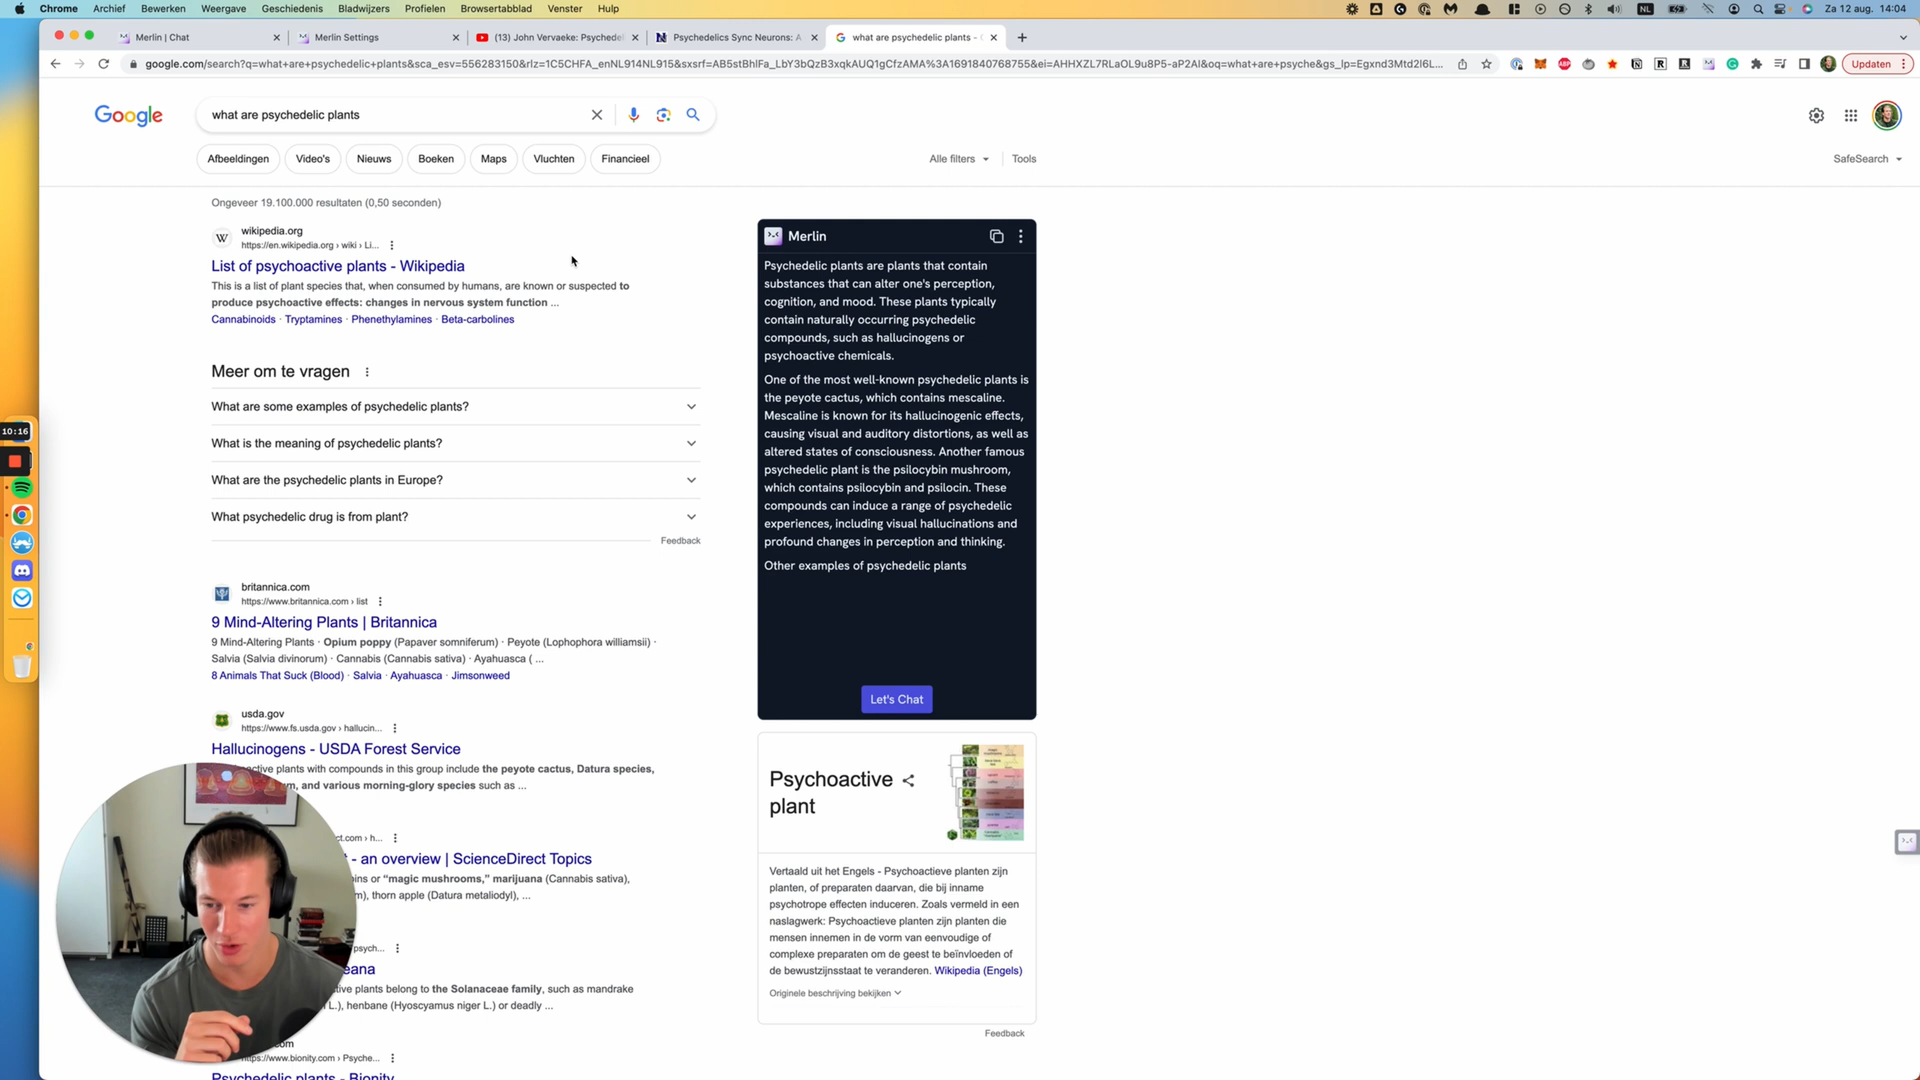 Chrome Archief Bewerken Weergave Geschiedenis Bladwijzers Profielen Browsertabblad Venster Hulp
NL Za 12 aug. 14:04
Merlin | Chat
Merlin Settings
(13) John Vervaeke: Psychede
Psychedelics Sync Neurons: A
what are psychedelic plants -
Updaten
Google
what are psychedelic plants
Afbeeldingen Video's Nieuws Boeken Maps Vluchten Financieel
Alle filters Tools
SafeSearch
Ongeveer 19.100.000 resultaten (0,50 seconden)
wikipedia.org
https://en.wikipedia.org › wiki › Li...
List of psychoactive plants - Wikipedia
This is a list of plant species that, when consumed by humans, are known or suspected to
produce psychoactive effects: changes in nervous system function ...
Cannabinoids · Tryptamines · Phenethylamines · Beta-carbolines
Meer om te vragen
What are some examples of psychedelic plants?
What is the meaning of psychedelic plants?
What are the psychedelic plants in Europe?
What psychedelic drug is from plant?
Feedback
britannica.com
https://www.britannica.com › list
9 Mind-Altering Plants | Britannica
9 Mind-Altering Plants · Opium poppy (Papaver somniferum) · Peyote (Lophophora williamsii) ·
Salvia (Salvia divinorum) · Cannabis (Cannabis sativa) · Ayahuasca ( ...
8 Animals That Suck (Blood) · Salvia · Ayahuasca · Jimsonweed
usda.gov
https://www.fs.usda.gov › hallucin...
Hallucinogens - USDA Forest Service
active plants with compounds in this group include the peyote cactus, Datura species,
and various morning-glory species such as ...
ct.com › h...
- an overview | ScienceDirect Topics
ins or “magic mushrooms,” marijuana (Cannabis sativa),
thorn apple (Datura metaliodyl), ...
psych...
eana
tive plants belong to the Solanaceae family, such as mandrake
L.), henbane (Hyoscyamus niger L.) or deadly ...
https://www.bionity.com › Psyche...
Psychedelic plants - Bionity
10:16
Merlin
Psychedelic plants are plants that contain
substances that can alter one's perception,
cognition, and mood. These plants typically
contain naturally occurring psychedelic
compounds, such as hallucinogens or
psychoactive chemicals.
One of the most well-known psychedelic plants is
the peyote cactus, which contains mescaline.
Mescaline is known for its hallucinogenic effects,
causing visual and auditory distortions, as well as
altered states of consciousness. Another famous
psychedelic plant is the psilocybin mushroom,
which contains psilocybin and psilocin. These
compounds can induce a range of psychedelic
experiences, including visual hallucinations and
profound changes in perception and thinking.
Other examples of psychedelic plants
Let's Chat
Psychoactive
plant
Vertaald uit het Engels - Psychoactieve planten zijn
planten, of preparaten daarvan, die bij inname
psychotrope effecten induceren. Zoals vermeld in een
naslagwerk: Psychoactieve planten zijn planten die
mensen innemen in de vorm van eenvoudige of
complexe preparaten om de geest te beïnvloeden of
de bewustzijnsstaat te veranderen. Wikipedia (Engels)
Originele beschrijving bekijken
Feedback